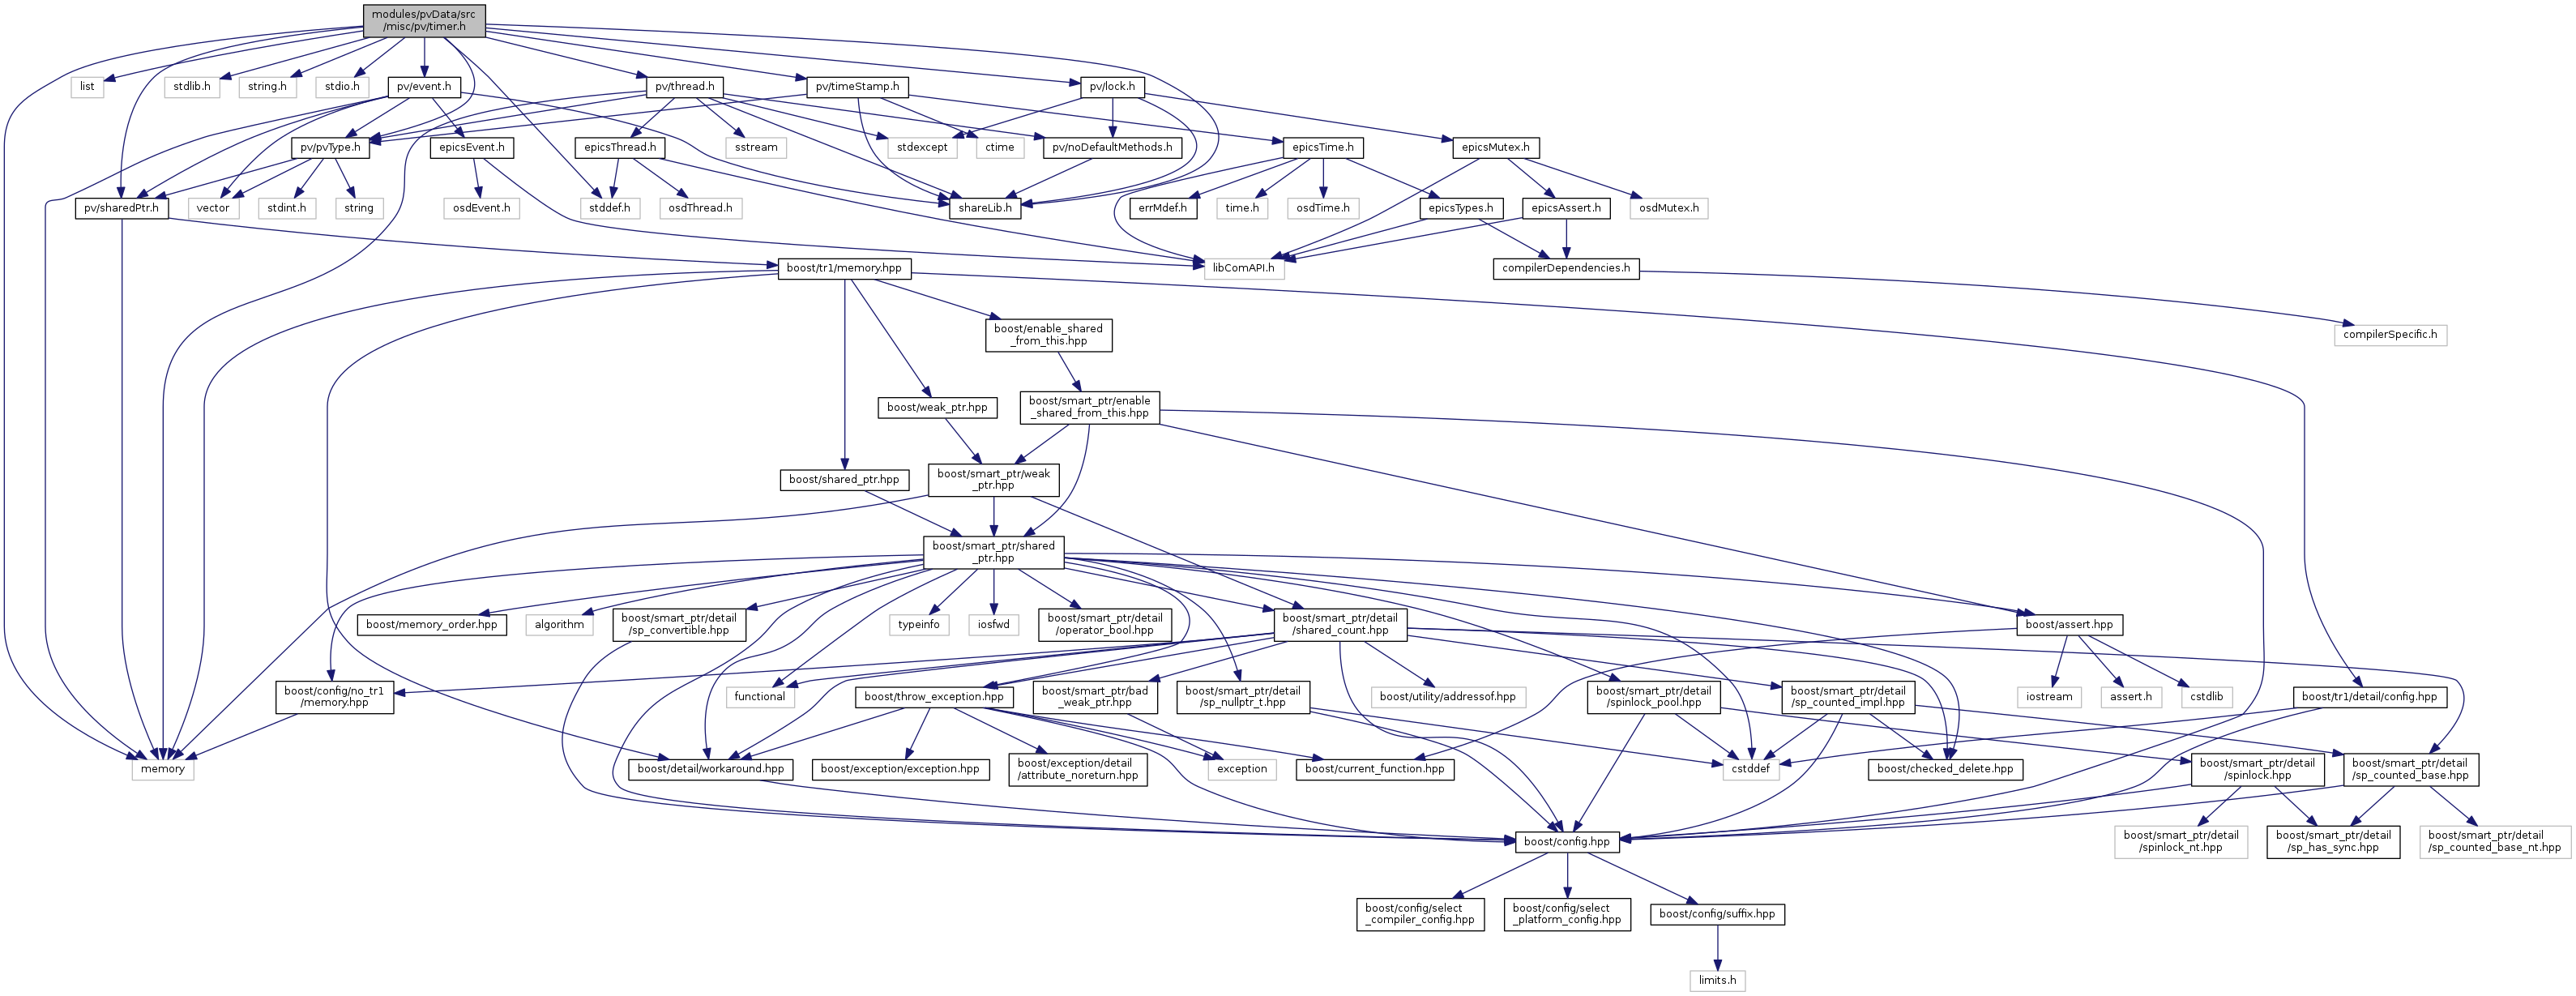 modules/pvData/src
/misc/pv/timer.h
list
stdlib.h
string.h
stdio.h
pv/event.h
pv/thread.h
pv/timeStamp.h
pv/lock.h
pv/pvType.h
epicsEvent.h
epicsThread.h
sstream
stdexcept
ctime
pv/noDefaultMethods.h
epicsTime.h
epicsMutex.h
pv/sharedPtr.h
vector
stdint.h
string
osdEvent.h
stddef.h
osdThread.h
shareLib.h
errMdef.h
time.h
osdTime.h
epicsTypes.h
epicsAssert.h
osdMutex.h
boost/tr1/memory.hpp
libComAPI.h
compilerDependencies.h
boost/enable_shared
_from_this.hpp
compilerSpecific.h
boost/weak_ptr.hpp
boost/smart_ptr/enable
_shared_from_this.hpp
boost/shared_ptr.hpp
boost/smart_ptr/weak
_ptr.hpp
boost/smart_ptr/shared
_ptr.hpp
boost/memory_order.hpp
algorithm
boost/smart_ptr/detail
/sp_convertible.hpp
typeinfo
iosfwd
boost/smart_ptr/detail
/operator_bool.hpp
boost/smart_ptr/detail
/shared_count.hpp
boost/assert.hpp
boost/config/no_tr1
/memory.hpp
functional
boost/throw_exception.hpp
boost/smart_ptr/bad
_weak_ptr.hpp
boost/smart_ptr/detail
/sp_nullptr_t.hpp
boost/utility/addressof.hpp
boost/smart_ptr/detail
/spinlock_pool.hpp
boost/smart_ptr/detail
/sp_counted_impl.hpp
iostream
assert.h
cstdlib
boost/tr1/detail/config.hpp
memory
boost/detail/workaround.hpp
boost/exception/exception.hpp
boost/exception/detail
/attribute_noreturn.hpp
exception
boost/current_function.hpp
cstddef
boost/checked_delete.hpp
boost/smart_ptr/detail
/spinlock.hpp
boost/smart_ptr/detail
/sp_counted_base.hpp
boost/config.hpp
boost/smart_ptr/detail
/spinlock_nt.hpp
boost/smart_ptr/detail
/sp_has_sync.hpp
boost/smart_ptr/detail
/sp_counted_base_nt.hpp
boost/config/select
_compiler_config.hpp
boost/config/select
_platform_config.hpp
boost/config/suffix.hpp
limits.h